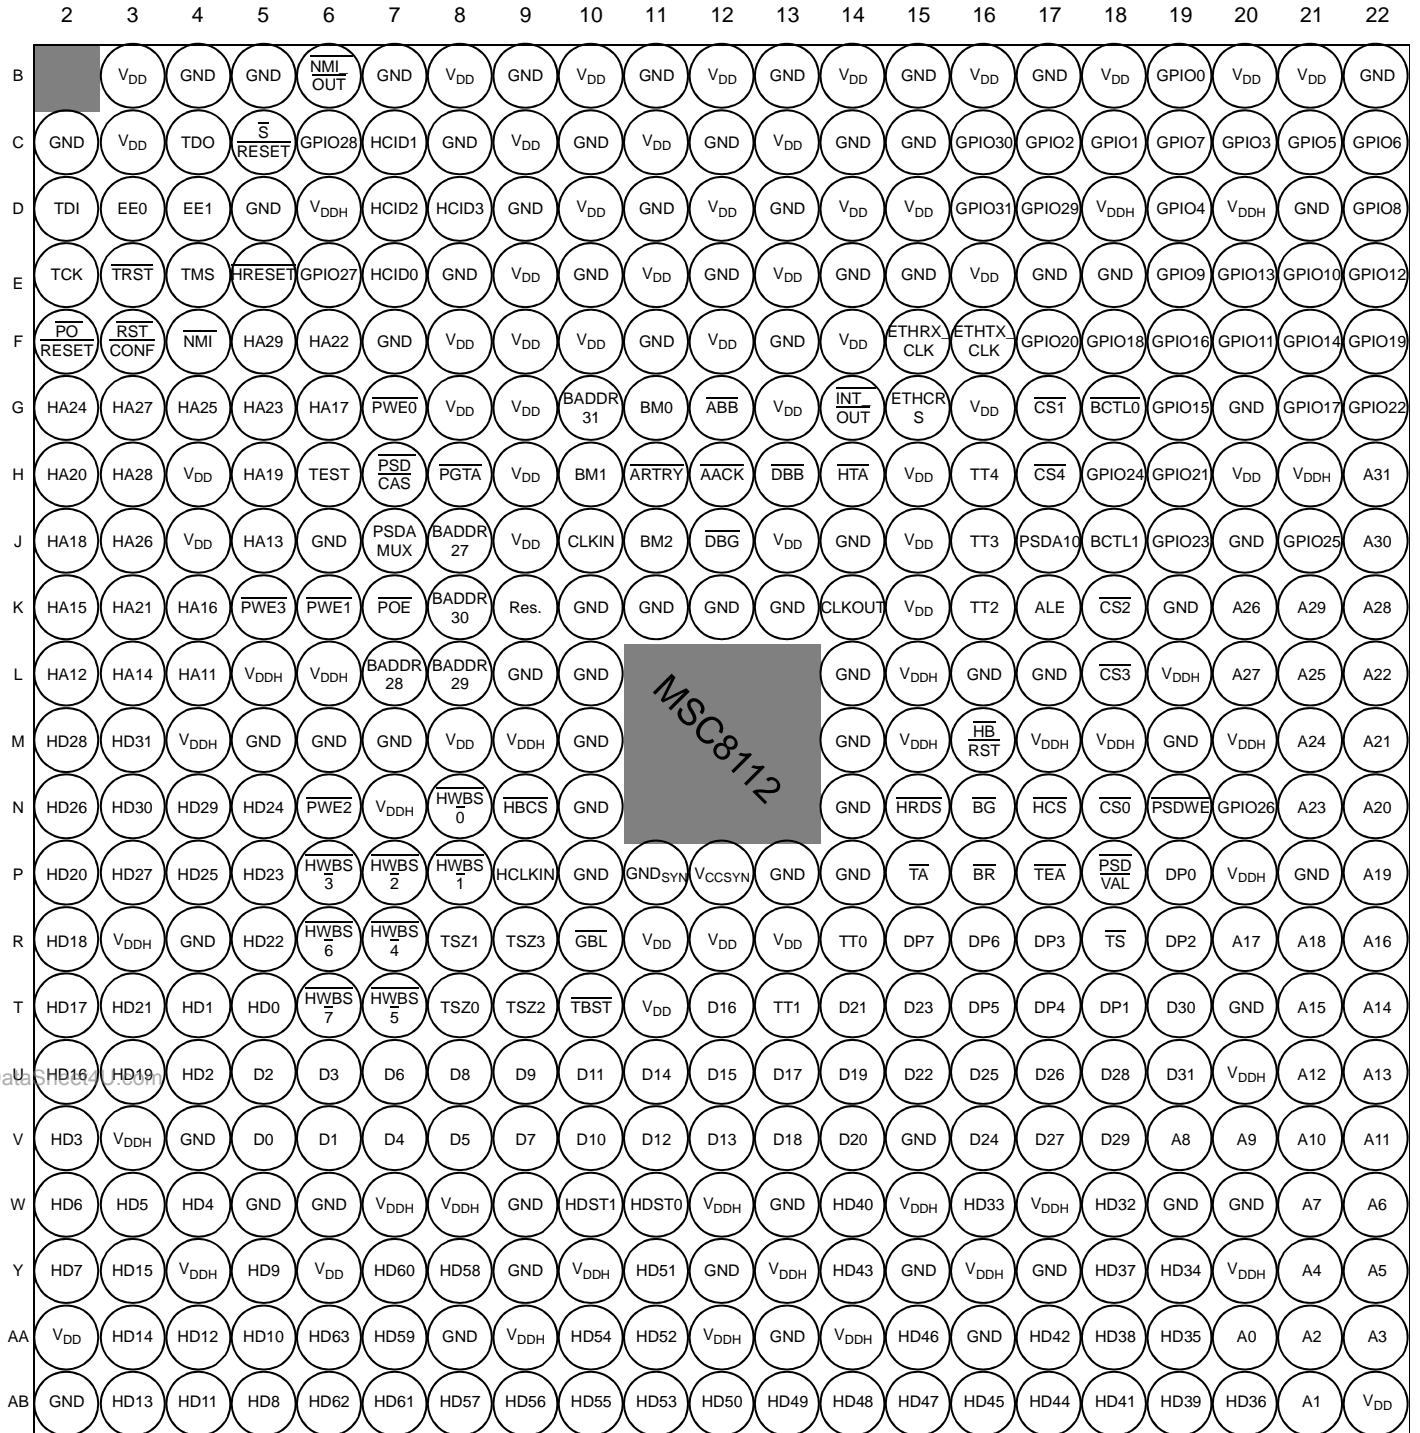 2 3 4 5 6 7 8 9 10 11 12 13 14 15 16 17 18 19 20 21 22
B VDD GND GND NMI_OUT GND VDD GND VDD GND VDD GND VDD GND VDD GND VDD GPIO0 VDD VDD GND
C GND VDD TDO S RESET GPIO28 HCID1 GND VDD GND VDD GND VDD GND GND GPIO30 GPIO2 GPIO1 GPIO7 GPIO3 GPIO5 GPIO6
D TDI EE0 EE1 GND VDDH HCID2 HCID3 GND VDD GND VDD GND VDD VDD GPIO31 GPIO29 VDDH GPIO4 VDDH GND GPIO8
E TCK TRST TMS HRESET GPIO27 HCID0 GND VDD GND VDD GND VDD GND GND VDD GND GND GPIO9 GPIO13 GPIO10 GPIO12
F PO RESET RST CONF NMI HA29 HA22 GND VDD VDD VDD GND VDD GND VDD ETHRX_CLK ETHTX_CLK GPIO20 GPIO18 GPIO16 GPIO11 GPIO14 GPIO19
G HA24 HA27 HA25 HA23 HA17 PWE0 VDD VDD BADDR 31 BM0 ABB VDD INT_OUT ETHCR S VDD CS1 BCTL0 GPIO15 GND GPIO17 GPIO22
H HA20 HA28 VDD HA19 TEST PSD CAS PGTA VDD BM1 ARTRY AACK DBB HTA VDD TT4 CS4 GPIO24 GPIO21 VDD VDDH A31
J HA18 HA26 VDD HA13 GND PSDA MUX BADDR 27 VDD CLKIN BM2 DBG VDD GND VDD TT3 PSDA10 BCTL1 GPIO23 GND GPIO25 A30
K HA15 HA21 HA16 PWE3 PWE1 POE BADDR 30 Res. GND GND GND GND CLKOUT VDD TT2 ALE CS2 GND A26 A29 A28
L HA12 HA14 HA11 VDDH VDDH BADDR 28 BADDR 29 GND GND GND VDDH GND GND CS3 VDDH A27 A25 A22
MSC8112
M HD28 HD31 VDDH GND GND GND VDD VDDH GND GND VDDH HB RST VDDH VDDH GND VDDH A24 A21
N HD26 HD30 HD29 HD24 PWE2 VDDH HWBS 0 HBCS GND GND HRDS BG HCS CS0 PSDWE GPIO26 A23 A20
P HD20 HD27 HD25 HD23 HWBS 3 HWBS 2 HWBS 1 HCLKIN GND GNDSYN VCCSYN GND GND TA BR TEA PSD VAL DP0 VDDH GND A19
R HD18 VDDH GND HD22 HWBS 6 HWBS 4 TSZ1 TSZ3 GBL VDD VDD VDD TT0 DP7 DP6 DP3 TS DP2 A17 A18 A16
T HD17 HD21 HD1 HD0 HWBS 7 HWBS 5 TSZ0 TSZ2 TBST VDD D16 TT1 D21 D23 DP5 DP4 DP1 D30 GND A15 A14
U HD16 HD19 HD2 D2 D3 D6 D8 D9 D11 D14 D15 D17 D19 D22 D25 D26 D28 D31 VDDH A12 A13
V HD3 VDDH GND D0 D1 D4 D5 D7 D10 D12 D13 D18 D20 GND D24 D27 D29 A8 A9 A10 A11
W HD6 HD5 HD4 GND GND VDDH VDDH GND HDST1 HDST0 VDDH GND HD40 VDDH HD33 VDDH HD32 GND GND A7 A6
Y HD7 HD15 VDDH HD9 VDD HD60 HD58 GND VDDH HD51 GND VDDH HD43 GND VDDH GND HD37 HD34 VDDH A4 A5
AA VDD HD14 HD12 HD10 HD63 HD59 GND VDDH HD54 HD52 VDDH GND VDDH HD46 GND HD42 HD38 HD35 A0 A2 A3
AB GND HD13 HD11 HD8 HD62 HD61 HD57 HD56 HD55 HD53 HD50 HD49 HD48 HD47 HD45 HD44 HD41 HD39 HD36 A1 VDD